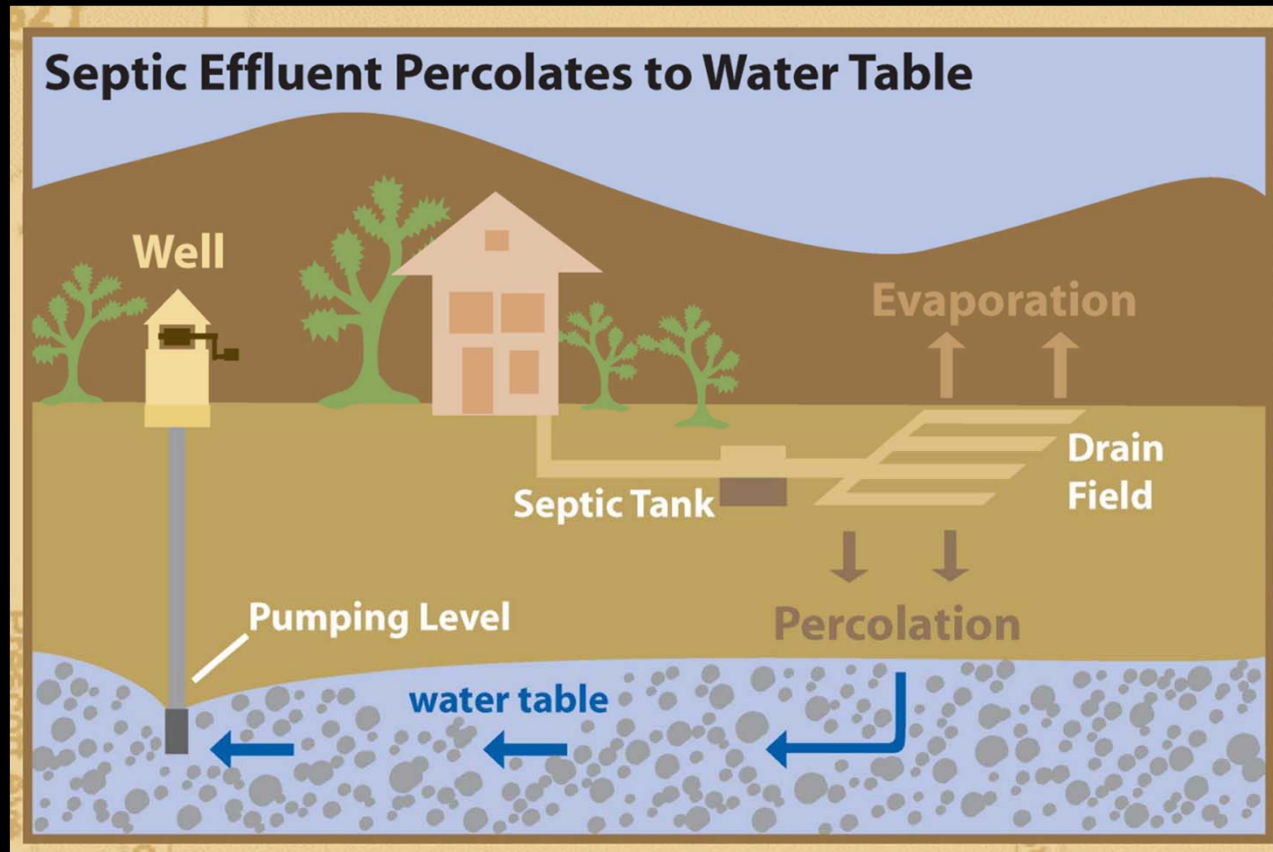 Septic Effluent Percolates to Water Table
Well
Evaporation
Drain
Field
Septic Tank
Pumping Level
Percolation
water table